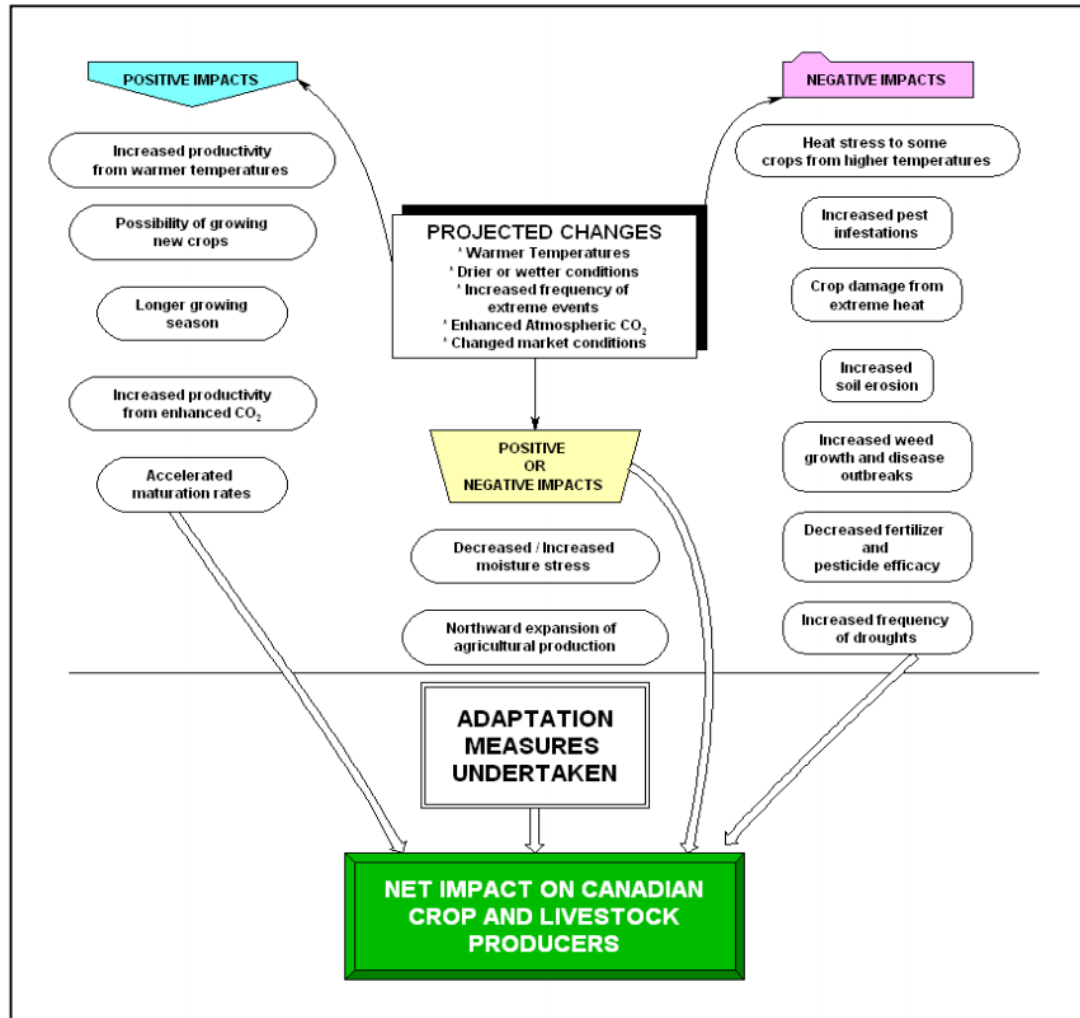 POSITIVE IMPACTS
Increased productivity
from warmer temperatures
Possibility of growing
new crops
Longer growing
season
Increased productivity
from enhanced CO₂
Accelerated
maturation rates
PROJECTED CHANGES
* Warmer Temperatures
* Drier or wetter conditions
* Increased frequency of
extreme events
* Enhanced Atmospheric CO₂
* Changed market conditions
POSITIVE
OR
NEGATIVE IMPACTS
Decreased / Increased
moisture stress
Northward expansion of
agricultural production
NEGATIVE IMPACTS
Heat stress to some
crops from higher temperatures
Increased pest
infestations
Crop damage from
extreme heat
Increased
soil erosion
Increased weed
growth and disease
outbreaks
Decreased fertilizer
and
pesticide efficacy
Increased frequency
of droughts
ADAPTATION
MEASURES
UNDERTAKEN
NET IMPACT ON CANADIAN
CROP AND LIVESTOCK
PRODUCERS